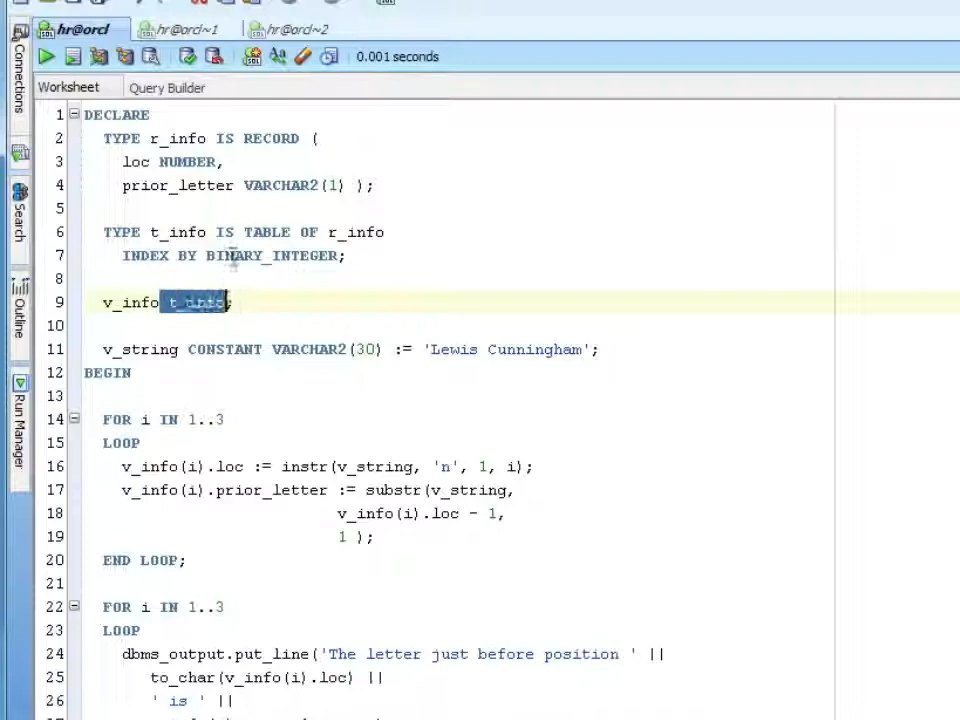 hr@orcl hr@orcl~1 hr@orcl~2
0.001 seconds
Connections
Search
Outline
Run Manager
Worksheet Query Builder
1 DECLARE
2 TYPE r_info IS RECORD (
3 loc NUMBER,
4 prior_letter VARCHAR2(1) );
5
6 TYPE t_info IS TABLE OF r_info
7 INDEX BY BINARY_INTEGER;
8
9 v_info t_info;
10
11 v_string CONSTANT VARCHAR2(30) := 'Lewis Cunningham';
12 BEGIN
13
14 FOR i IN 1..3
15 LOOP
16 v_info(i).loc := instr(v_string, 'n', 1, i);
17 v_info(i).prior_letter := substr(v_string,
18 v_info(i).loc - 1,
19 1 );
20 END LOOP;
21
22 FOR i IN 1..3
23 LOOP
24 dbms_output.put_line('The letter just before position ' ||
25 to_char(v_info(i).loc) ||
26 ' is ' ||